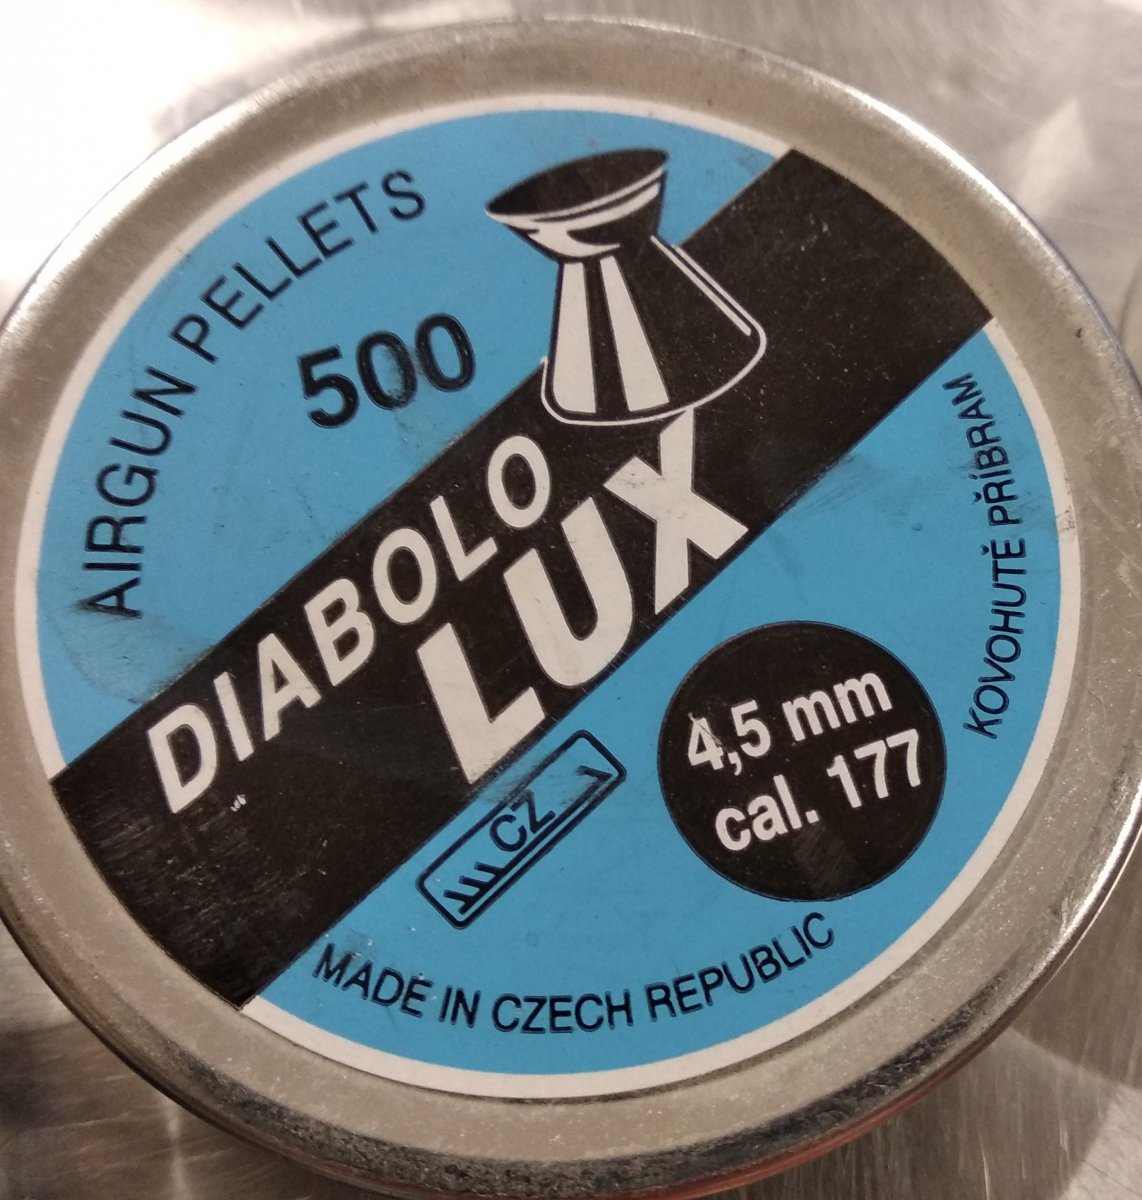 AIRGUN PELLETS
500
DIABOLO
LUX
CZ
4,5 mm
cal. 177
KOVOHUTĚ PŘÍBRAM
MADE IN CZECH REPUBLIC